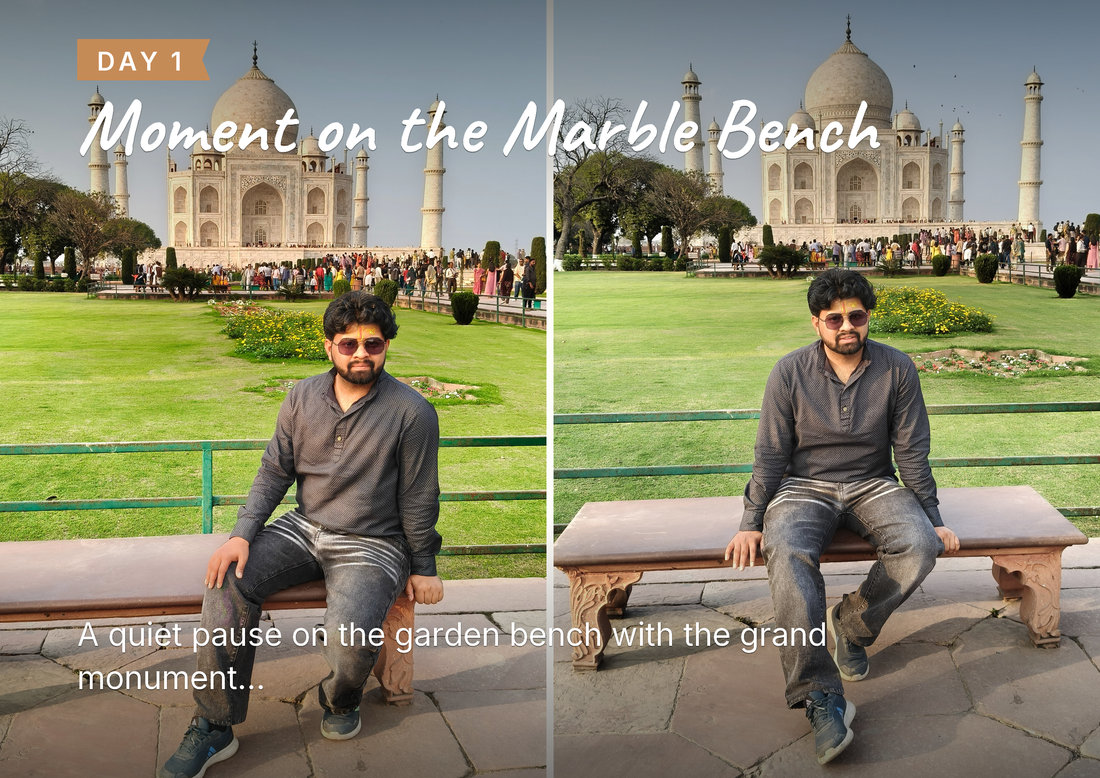 DAY 1
Moment on the Marble Bench
A quiet pause on the garden bench with the grand
monument...